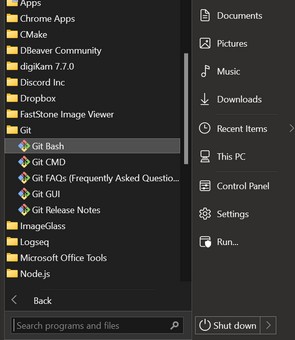 Apps
Chrome Apps
CMake
DBeaver Community
digiKam 7.7.0
Discord Inc
Dropbox
FastStone Image Viewer
Git
Git Bash
Git CMD
Git FAQs (Frequently Asked Questio...
Git GUI
Git Release Notes
ImageGlass
Logseq
Microsoft Office Tools
Node.js
Back
Search programs and files
Documents
Pictures
Music
Downloads
Recent Items
This PC
Control Panel
Settings
Run...
Shut down